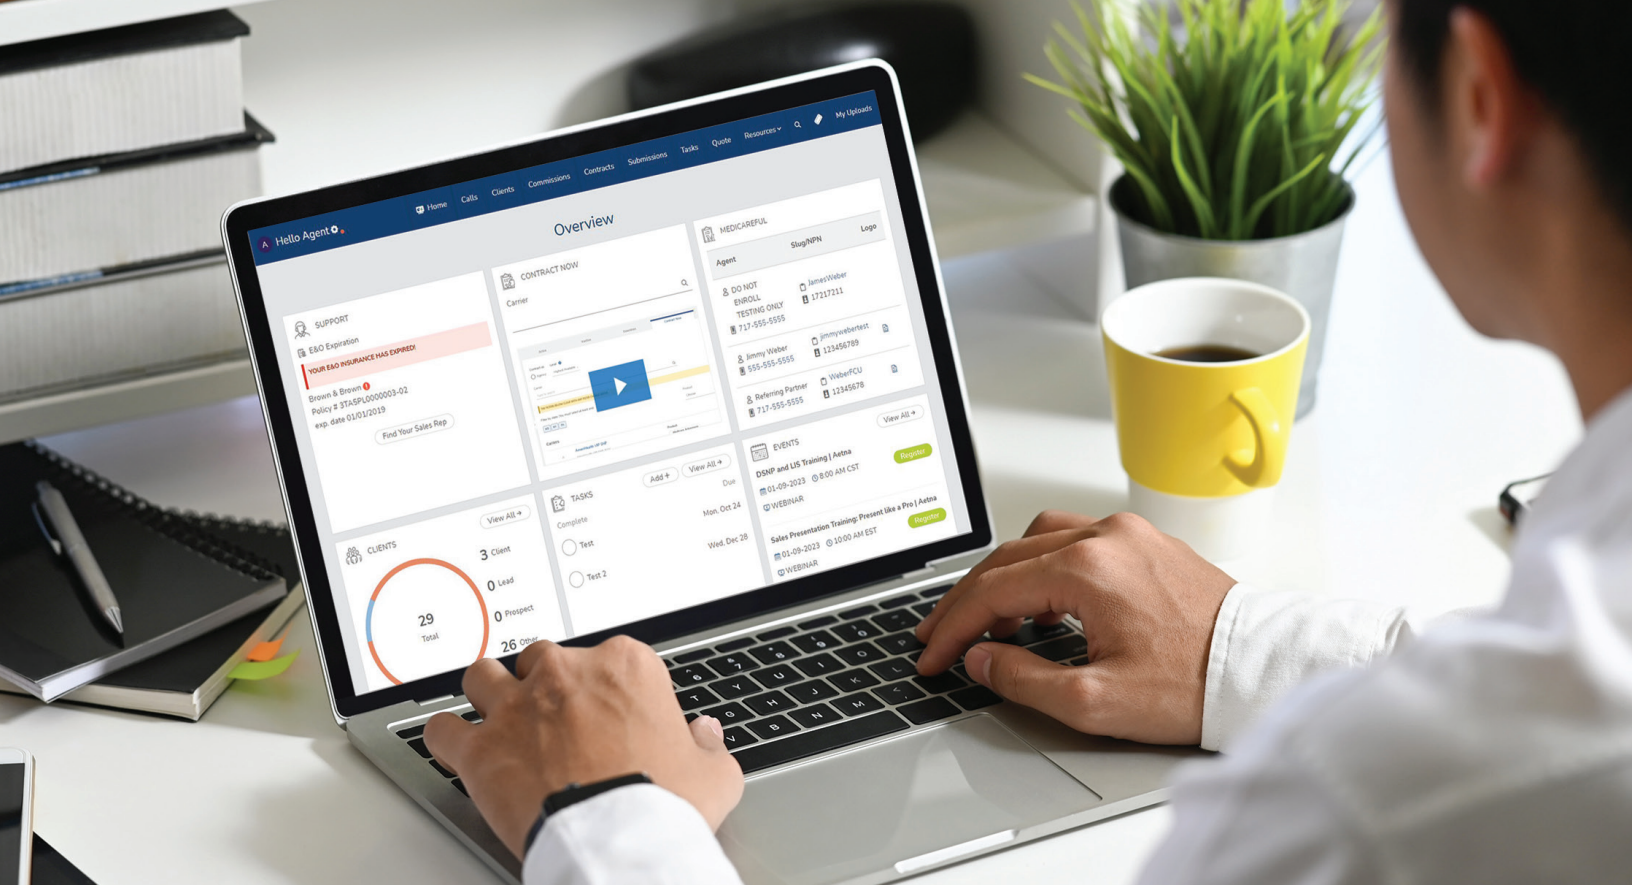 A Hello Agent
Home
Calls
Clients
Commissions
Contracts
Submissions
Tasks
Quote
Resources
My Uploads
Overview
SUPPORT
E&O Expiration
YOUR E&O INSURANCE HAS EXPIRED!
Brown & Brown
Policy # 3TA5PL0000003-02
exp. date 01/01/2019
Find Your Sales Rep
CONTRACT NOW
Carrier
MEDICAREFUL
Agent Slug/NPN Logo
DO NOT
ENROLL
TESTING ONLY
717-555-5555
JamesWeber
17217211
Jimmy Weber
555-555-5555
jimmywebertest
123456789
Referring Partner
717-555-5555
WeberFCU
12345678
CLIENTS
View All →
29
Total
3 Client
0 Lead
0 Prospect
26 Other
TASKS
Add +
View All →
Complete Due
Test Mon, Oct 24
Test 2 Wed, Dec 28
EVENTS
View All →
DSNP and LIS Training | Aetna
01-09-2023 8:00 AM CST
WEBINAR
Register
Sales Presentation Training: Present like a Pro | Aetna
01-09-2023 10:00 AM EST
WEBINAR
Register